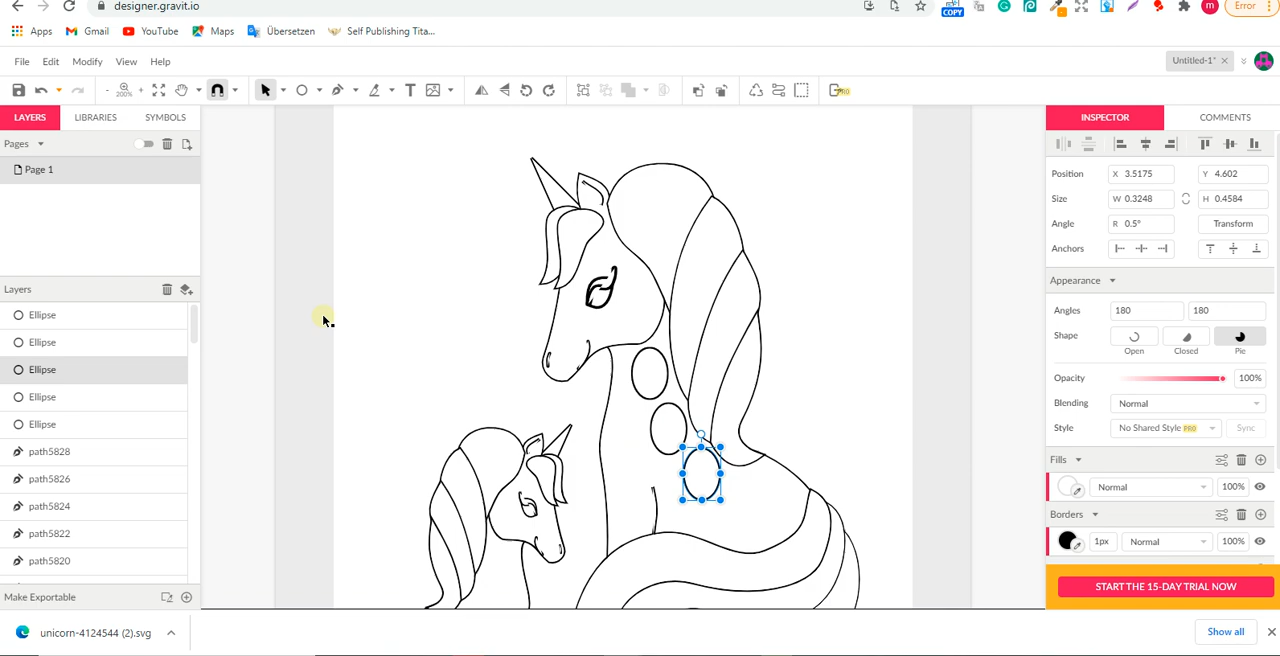 designer.gravit.io
COPY
m
Error
Apps Gmail YouTube Maps Übersetzen Self Publishing Tita...
File Edit Modify View Help
Untitled-1*
200%
PRO
LAYERS LIBRARIES SYMBOLS
INSPECTOR COMMENTS
Pages
Page 1
Position X 3.5175 Y 4.602
Size W 0.3248 H 0.4584
Angle R 0.5° Transform
Anchors
Appearance
Layers
Ellipse
Ellipse
Ellipse
Ellipse
Ellipse
path5828
path5826
path5824
path5822
path5820
Angles 180 180
Shape
Open Closed Pie
Opacity 100%
Blending Normal
Style No Shared Style PRO Sync
Fills
Normal 100%
Borders
1px Normal 100%
START THE 15-DAY TRIAL NOW
Make Exportable
unicorn-4124544 (2).svg
Show all